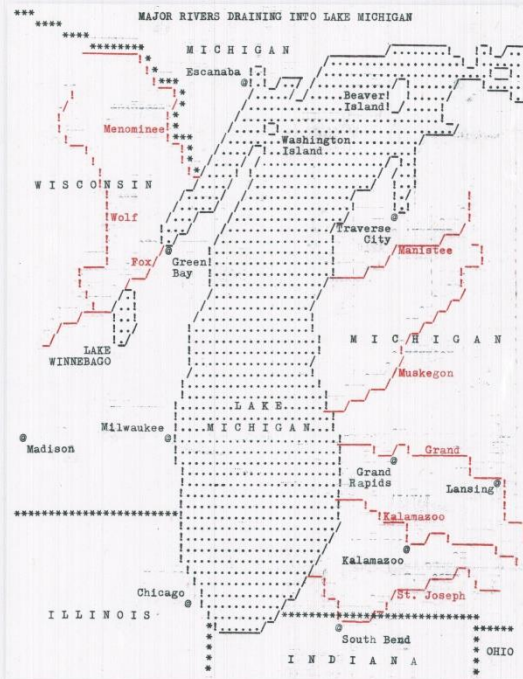 MAJOR RIVERS DRAINING INTO LAKE MICHIGAN
MICHIGAN
Escanaba
Beaver
Island
Menominee
Washington
Island
WISCONSIN
Wolf
Traverse
City
Fox
Green
Bay
Manistee
LAKE
WINNEBAGO
MICHIGAN
Muskegon
LAKE
MICHIGAN
Milwaukee
Madison
Grand
Grand
Rapids
Lansing
Kalamazoo
Kalamazoo
Chicago
St. Joseph
ILLINOIS
South Bend
OHIO
INDIANA